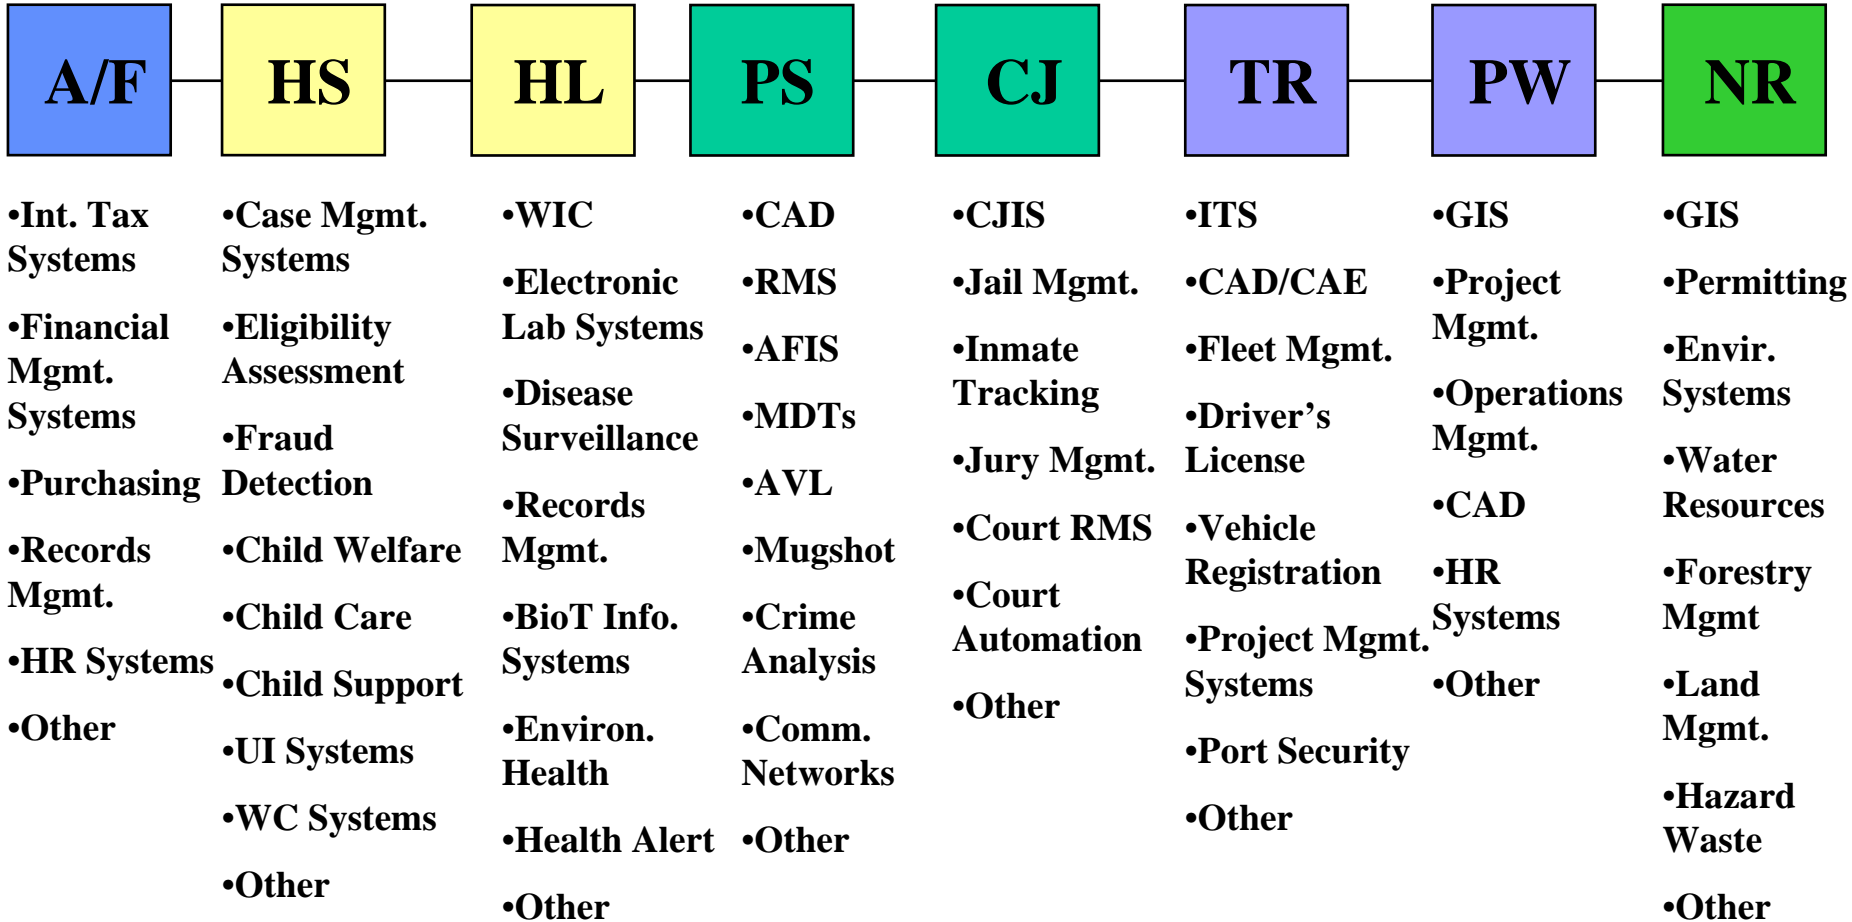 A/F
HS
HL
PS
CJ
TR
PW
NR
•Int. Tax
Systems
•Financial
Mgmt.
Systems
•Purchasing
•Records
Mgmt.
•HR Systems
•Other
•Case Mgmt.
Systems
•Eligibility
Assessment
•Fraud
Detection
•Child Welfare
•Child Care
•Child Support
•UI Systems
•WC Systems
•Other
•WIC
•Electronic
Lab Systems
•Disease
Surveillance
•Records
Mgmt.
•BioT Info.
Systems
•Environ.
Health
•Health Alert
•Other
•CAD
•RMS
•AFIS
•MDTs
•AVL
•Mugshot
•Crime
Analysis
•Comm.
Networks
•Other
•CJIS
•Jail Mgmt.
•Inmate
Tracking
•Jury Mgmt.
•Court RMS
•Court
Automation
•Other
•ITS
•CAD/CAE
•Fleet Mgmt.
•Driver’s
License
•Vehicle
Registration
•Project Mgmt.
Systems
•Port Security
•Other
•GIS
•Project
Mgmt.
•Operations
Mgmt.
•CAD
•HR
Systems
•Other
•GIS
•Permitting
•Envir.
Systems
•Water
Resources
•Forestry
Mgmt
•Land
Mgmt.
•Hazard
Waste
•Other